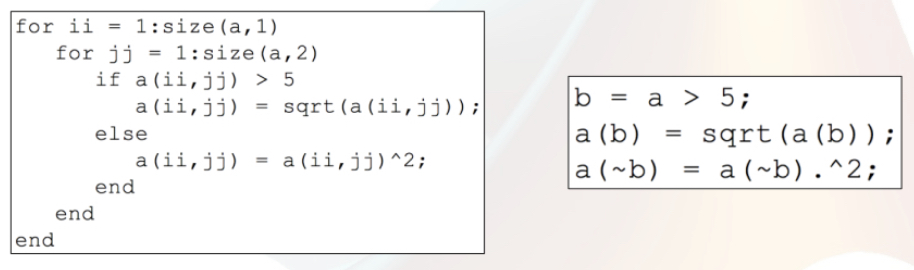 for ii = 1:size(a,1)
   for jj = 1:size(a,2)
      if a(ii,jj) > 5
         a(ii,jj) = sqrt(a(ii,jj));
      else
         a(ii,jj) = a(ii,jj)^2;
      end
   end
end
b = a > 5;
a(b) = sqrt(a(b));
a(~b) = a(~b).^2;